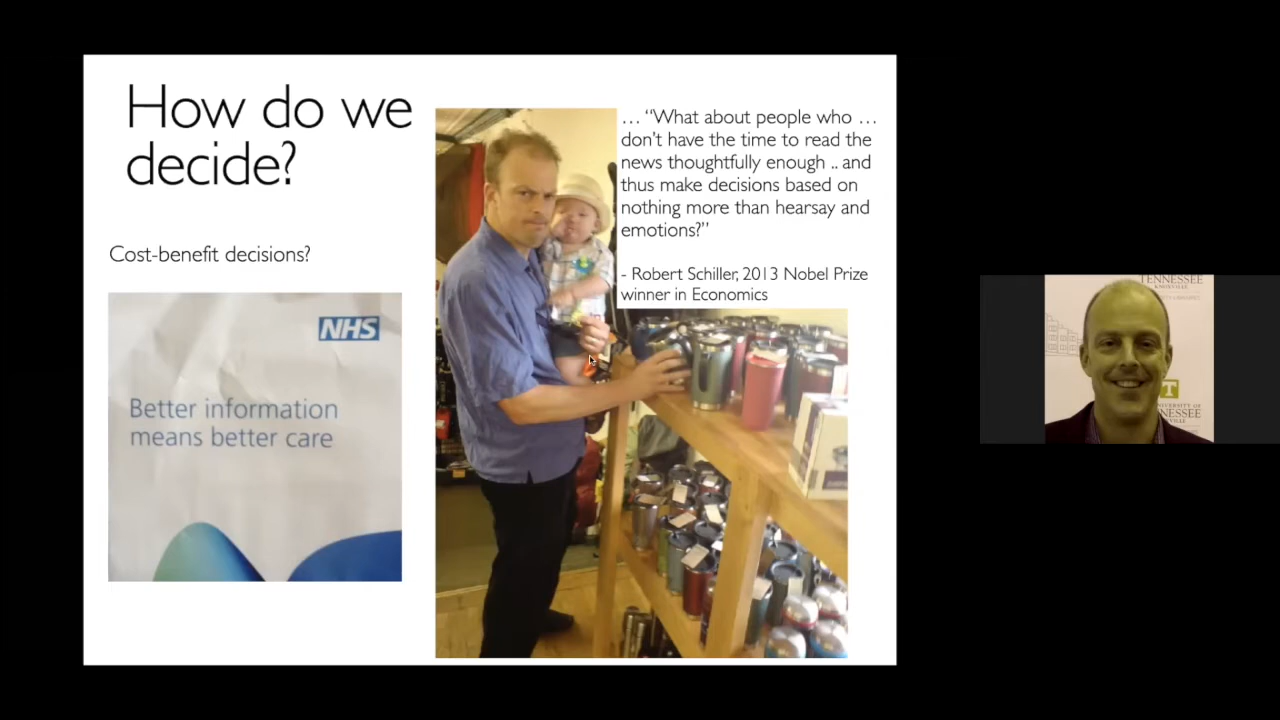 How do we
decide?
Cost-benefit decisions?
NHS
Better information
means better care
… “What about people who …
don’t have the time to read the
news thoughtfully enough .. and
thus make decisions based on
nothing more than hearsay and
emotions?”
- Robert Schiller, 2013 Nobel Prize
winner in Economics
TENNESSEE
KNOXVILLE
T